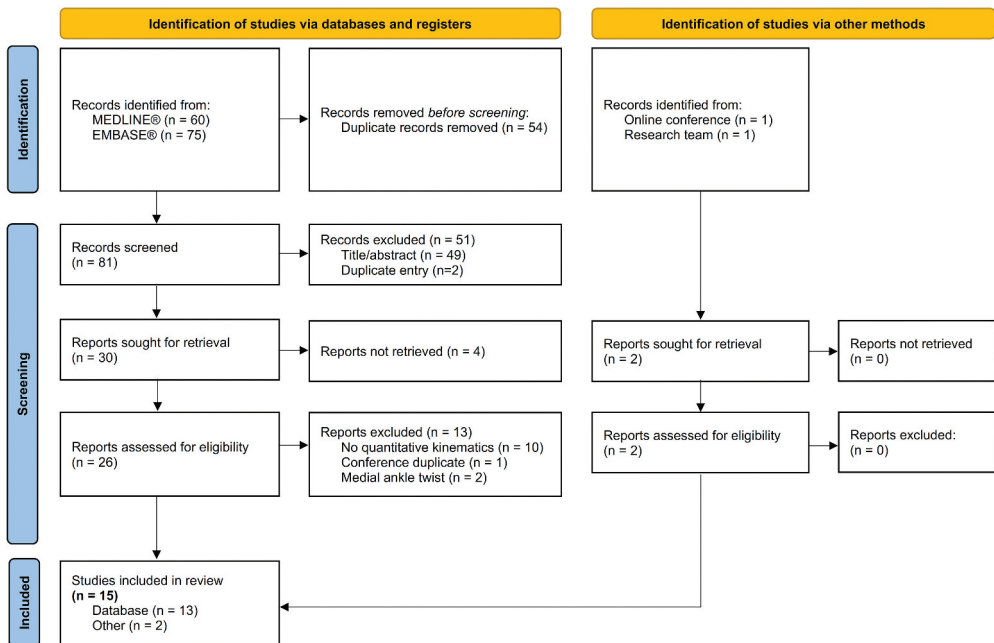 Identification of studies via databases and registers
Identification of studies via other methods
Identification
Records identified from:
MEDLINE® (n = 60)
EMBASE® (n = 75)
Records removed before screening:
Duplicate records removed (n = 54)
Records identified from:
Online conference (n = 1)
Research team (n = 1)
Screening
Records screened
(n = 81)
Records excluded (n = 51)
Title/abstract (n = 49)
Duplicate entry (n=2)
Reports sought for retrieval
(n = 30)
Reports not retrieved (n = 4)
Reports sought for retrieval
(n = 2)
Reports not retrieved
(n = 0)
Reports assessed for eligibility
(n = 26)
Reports excluded (n = 13)
No quantitative kinematics (n = 10)
Conference duplicate (n = 1)
Medial ankle twist (n = 2)
Reports assessed for eligibility
(n = 2)
Reports excluded:
(n = 0)
Included
Studies included in review
(n = 15)
Database (n = 13)
Other (n = 2)